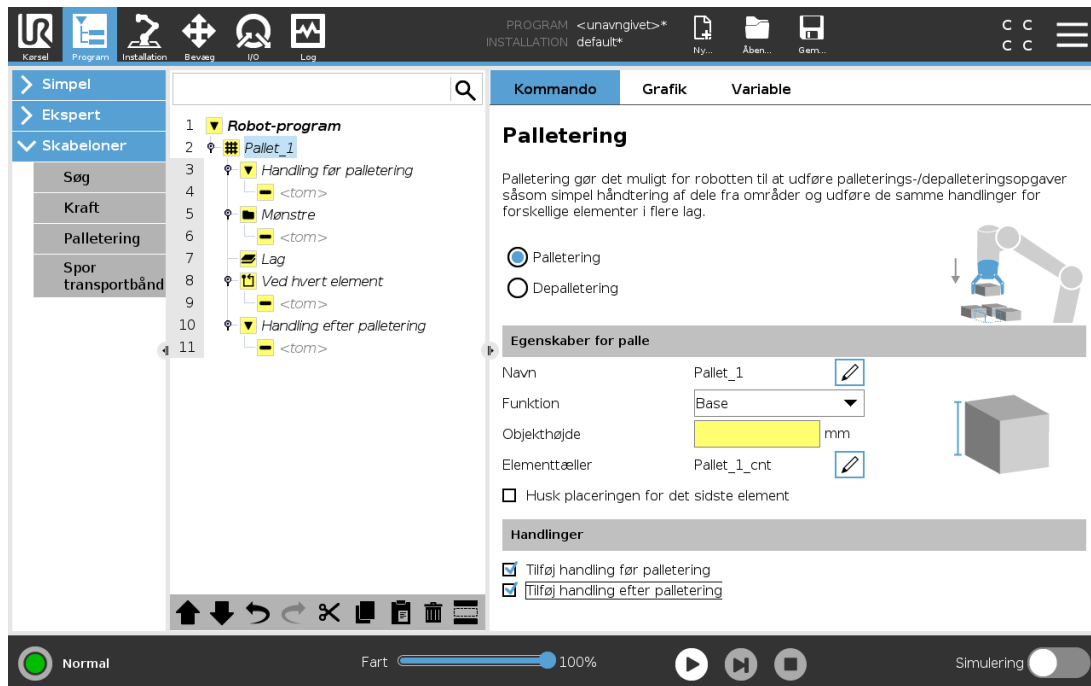 UR
PROGRAM <unavngivet>*
INSTALLATION default*
Kørsel Program Installation Bevæg I/O Log Ny... Åben... Gem...
C C
C C
Simpel
Ekspert
Skabeloner
Søg
Kraft
Palletering
Spor
transportbånd
1 Robot-program
2 Pallet_1
3 Handling før palletering
4 <tom>
5 Mønstre
6 <tom>
7 Lag
8 Ved hvert element
9 <tom>
10 Handling efter palletering
11 <tom>
Kommando Grafik Variable
Palletering
Palletering gør det muligt for robotten til at udføre palleterings-/depalleteringsopgaver
såsom simpel håndtering af dele fra områder og udføre de samme handlinger for
forskellige elementer i flere lag.
Palletering
Depalletering
Egenskaber for palle
Navn Pallet_1
Funktion Base
Objekthøjde mm
Elementtæller Pallet_1_cnt
Husk placeringen for det sidste element
Handlinger
Tilføj handling før palletering
Tilføj handling efter palletering
Normal Fart 100% Simulering